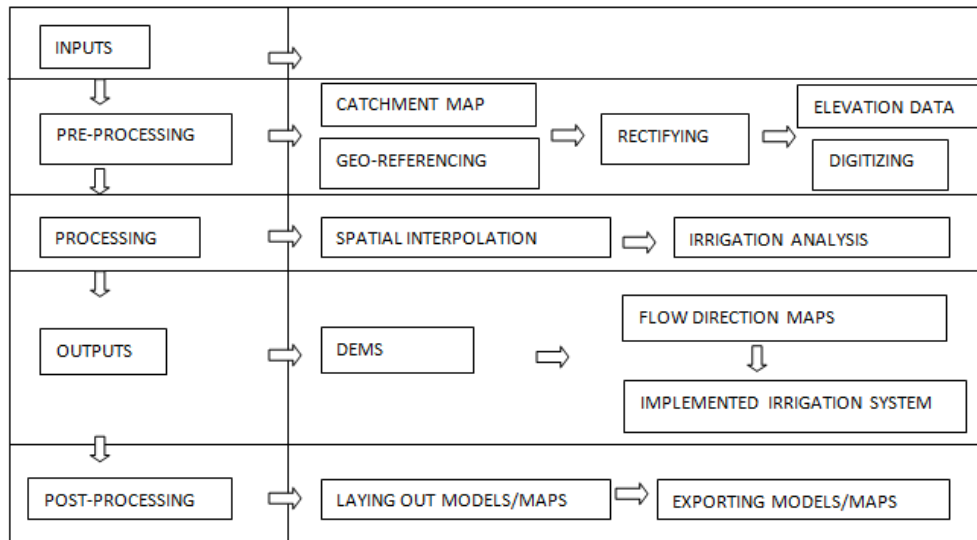 INPUTS
PRE-PROCESSING
CATCHMENT MAP
GEO-REFERENCING
RECTIFYING
ELEVATION DATA
DIGITIZING
PROCESSING
SPATIAL INTERPOLATION
IRRIGATION ANALYSIS
OUTPUTS
DEMS
FLOW DIRECTION MAPS
IMPLEMENTED IRRIGATION SYSTEM
POST-PROCESSING
LAYING OUT MODELS/MAPS
EXPORTING MODELS/MAPS